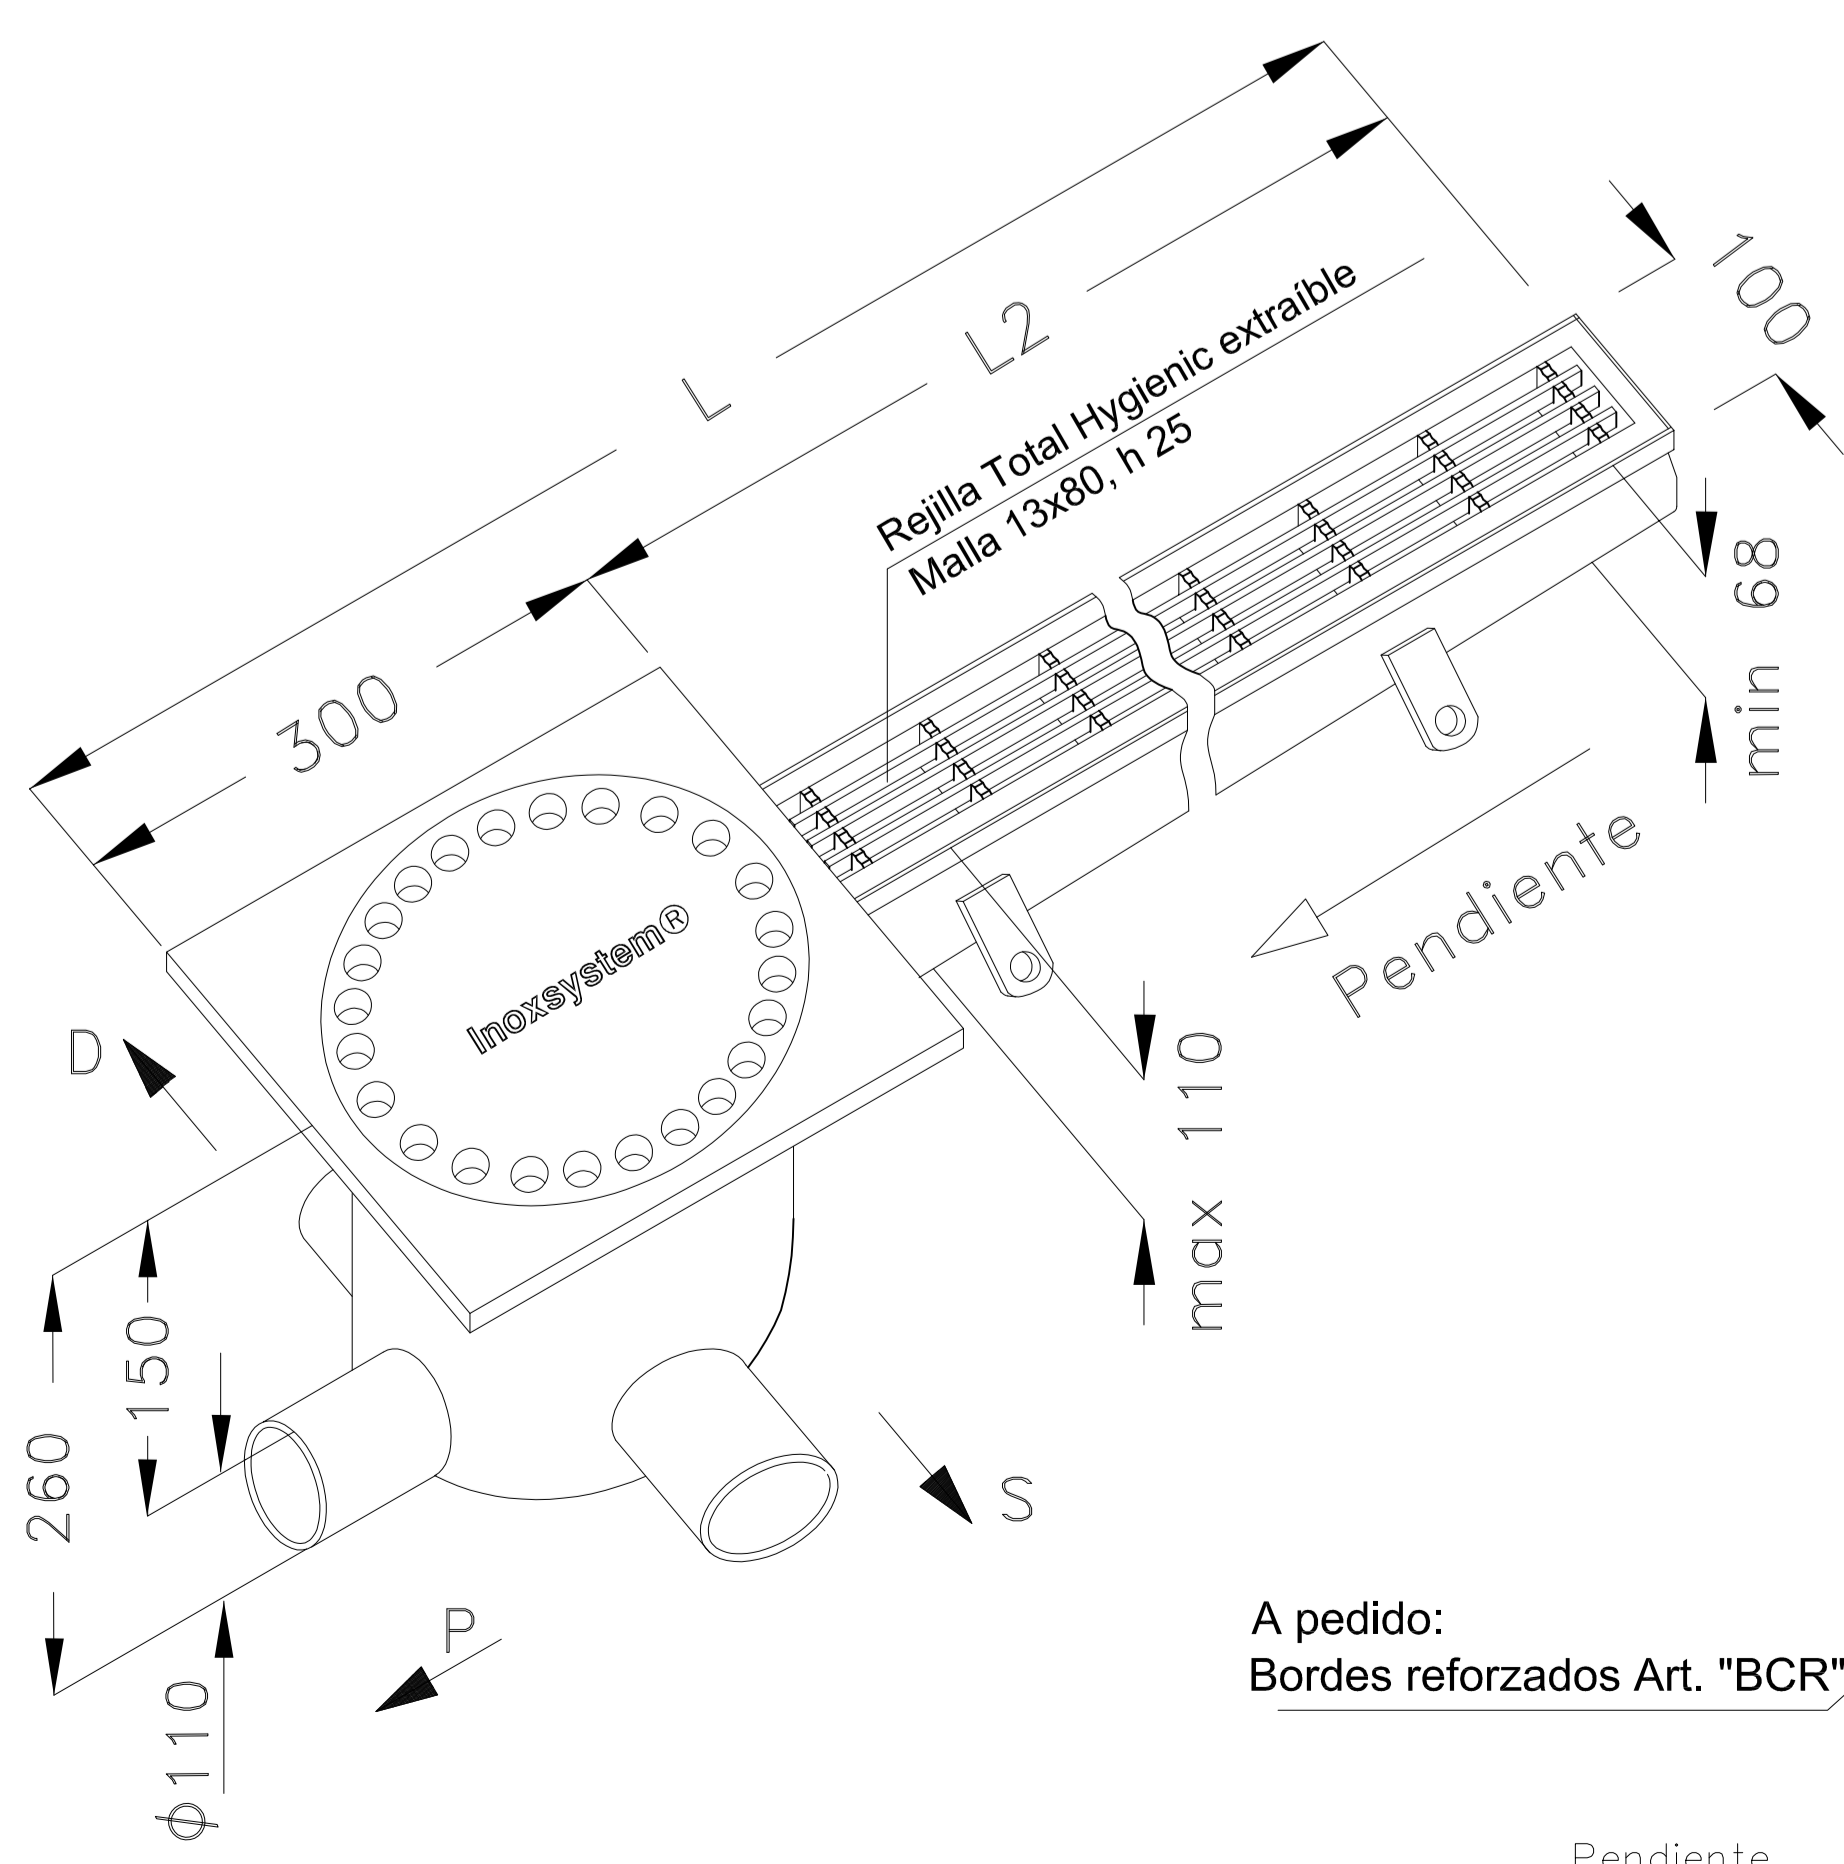 L
L2
100
Rejilla Total Hygienic extraíble
Malla 13x80, h 25
300
min 68
Pendiente
Inoxsystem®
D
max 110
150
260
S
P
ϕ110
A pedido:
Bordes reforzados Art. "BCR"
Pendiente